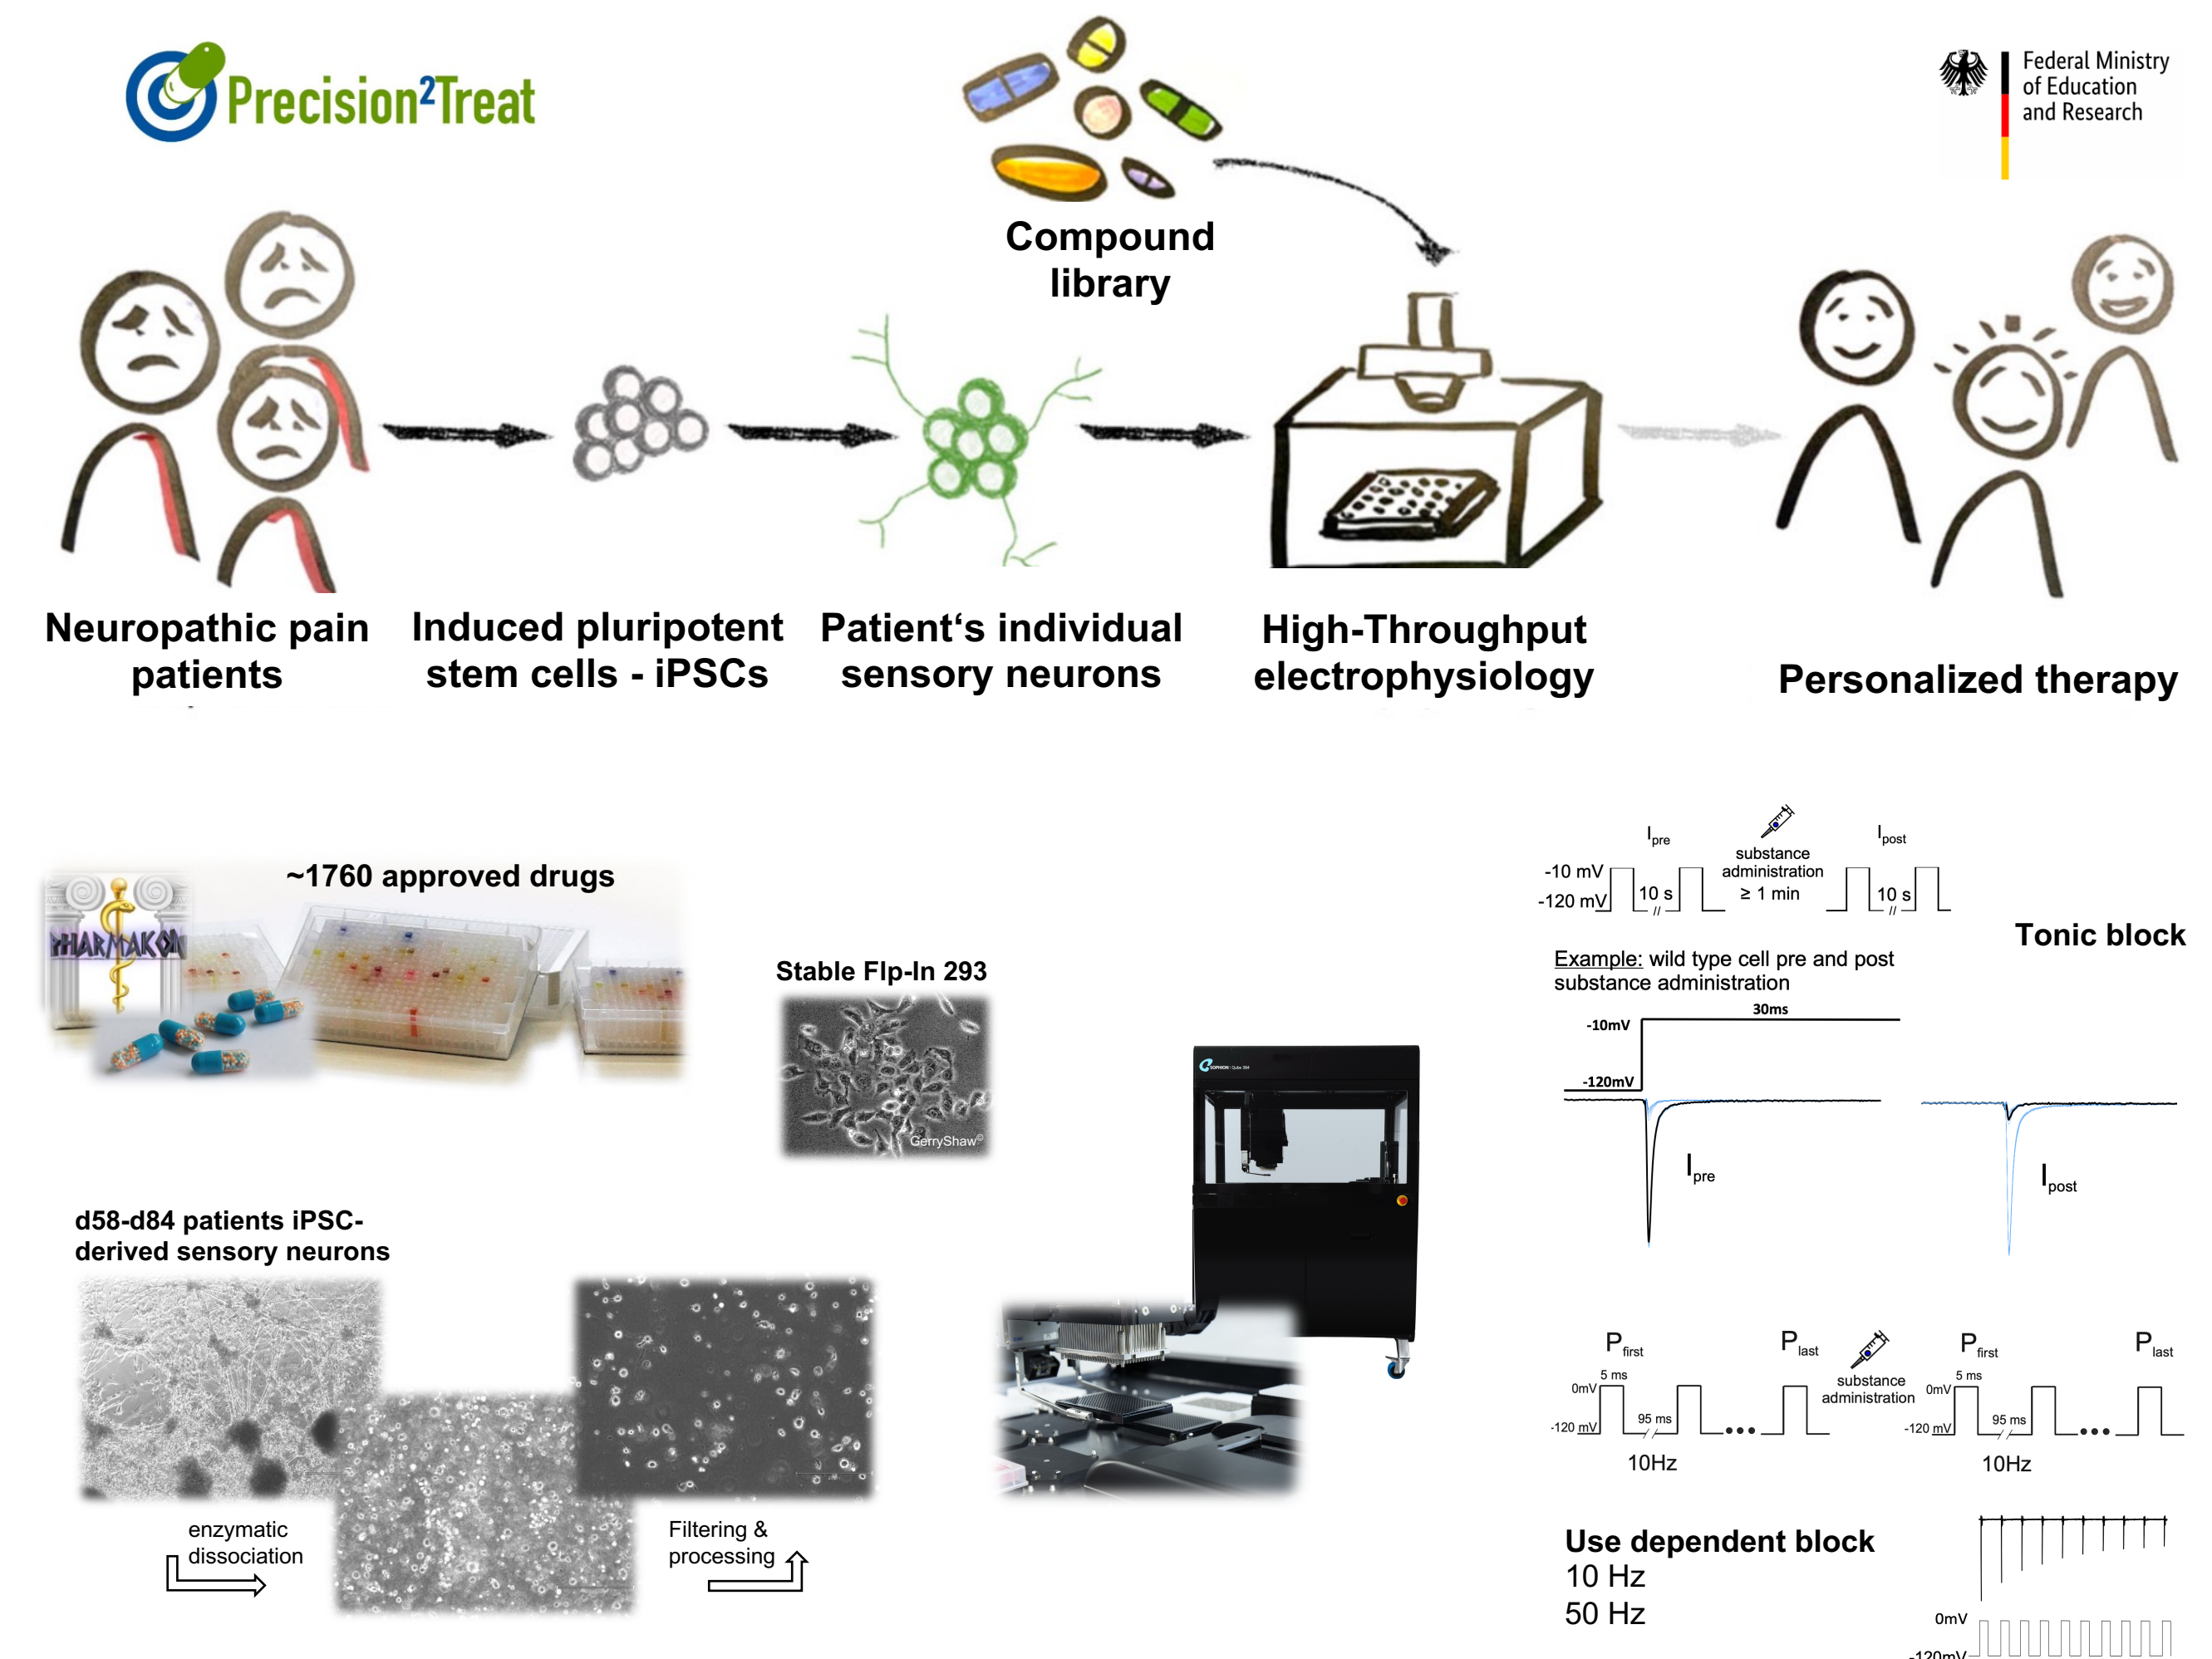 Precision2Treat
Federal Ministry
of Education
and Research
Compound
library
Neuropathic pain
patients
Induced pluripotent
stem cells - iPSCs
Patient‘s individual
sensory neurons
High-Throughput
electrophysiology
Personalized therapy
~1760 approved drugs
PHARMAKON
Stable Flp-In 293
GerryShaw©
d58-d84 patients iPSC-
derived sensory neurons
enzymatic
dissociation
Filtering &
processing
SOPHION Qube 384
Ipre
Ipost
substance
administration
≥ 1 min
-10 mV
-120 mV
10 s
10 s
Tonic block
Example: wild type cell pre and post
substance administration
30ms
-10mV
-120mV
Ipre
Ipost
Pfirst
Plast
Pfirst
Plast
5 ms
substance
administration
5 ms
0mV
95 ms
-120 mV
0mV
95 ms
-120 mV
10Hz
10Hz
Use dependent block
10 Hz
50 Hz
0mV
-120mV